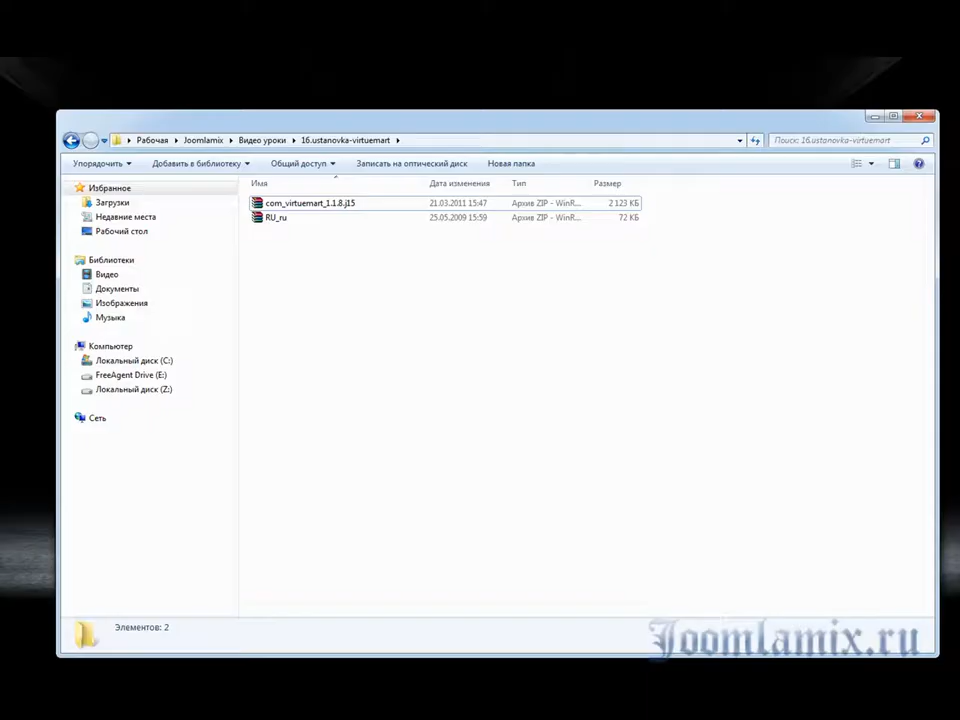 Рабочая Joomlamix Видео уроки 16.ustanovka-virtuemart
Поиск: 16.ustanovka-virtuemart
Упорядочить Добавить в библиотеку Общий доступ Записать на оптический диск Новая папка
Имя Дата изменения Тип Размер
com_virtuemart_1.1.8.j15 21.03.2011 15:47 Архив ZIP - WinR... 2 123 КБ
RU_ru 25.05.2009 15:59 Архив ZIP - WinR... 72 КБ
Избранное
Загрузки
Недавние места
Рабочий стол
Библиотеки
Видео
Документы
Изображения
Музыка
Компьютер
Локальный диск (C:)
FreeAgent Drive (E:)
Локальный диск (Z:)
Сеть
Элементов: 2
Joomlamix.ru